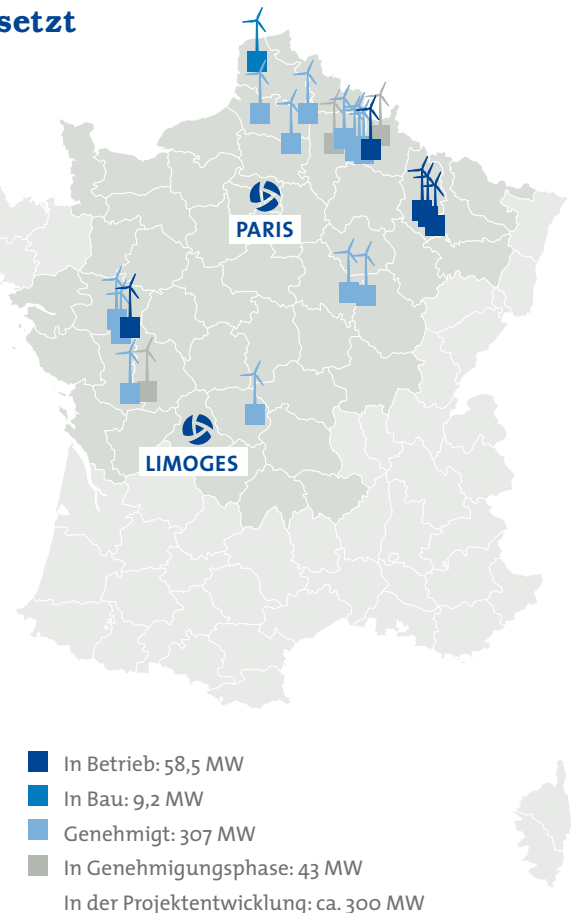 setzt
PARIS
LIMOGES
In Betrieb: 58,5 MW
In Bau: 9,2 MW
Genehmigt: 307 MW
In Genehmigungsphase: 43 MW
In der Projektentwicklung: ca. 300 MW